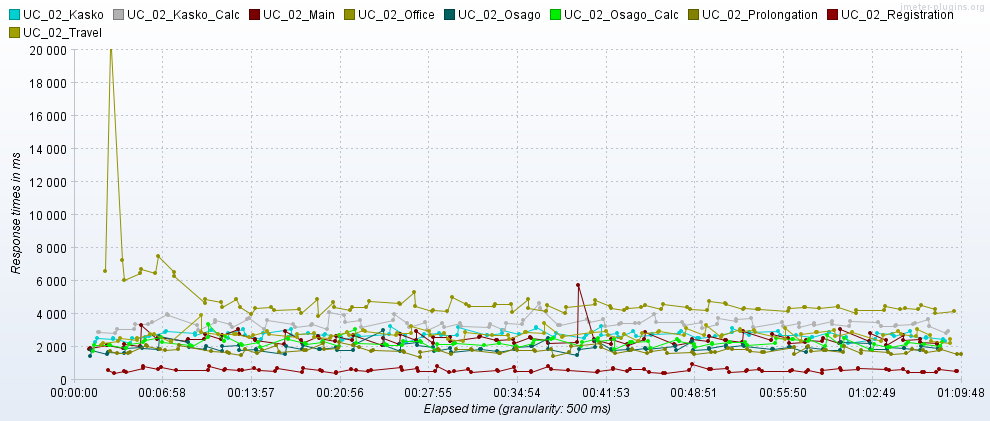 jmeter-plugins.org
UC_02_Kasko UC_02_Kasko_Calc UC_02_Main UC_02_Office UC_02_Osago UC_02_Osago_Calc UC_02_Prolongation UC_02_Registration
UC_02_Travel
20 000
18 000
16 000
14 000
12 000
10 000
8 000
6 000
4 000
2 000
0
Response times in ms
00:00:00 00:06:58 00:13:57 00:20:56 00:27:55 00:34:54 00:41:53 00:48:51 00:55:50 01:02:49 01:09:48
Elapsed time (granularity: 500 ms)